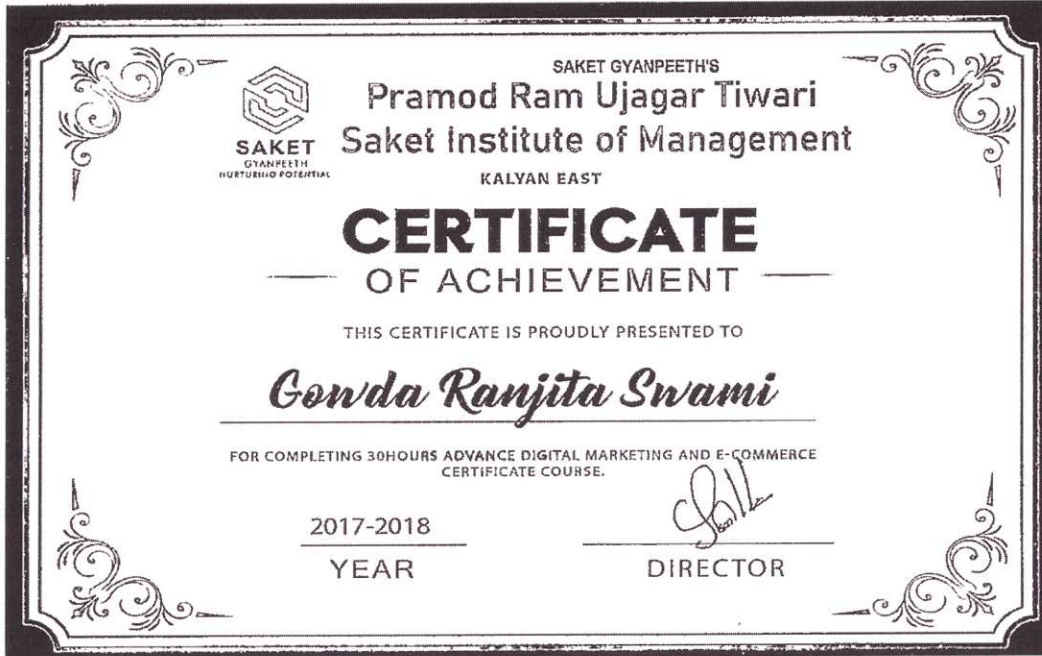 SAKET
GYANPEETH
NURTURING POTENTIAL
SAKET GYANPEETH'S
Pramod Ram Ujagar Tiwari
Saket Institute of Management
KALYAN EAST
CERTIFICATE
OF ACHIEVEMENT
THIS CERTIFICATE IS PROUDLY PRESENTED TO
Gowda Ranjita Swami
FOR COMPLETING 30HOURS ADVANCE DIGITAL MARKETING AND E-COMMERCE
CERTIFICATE COURSE.
2017-2018
YEAR
DIRECTOR